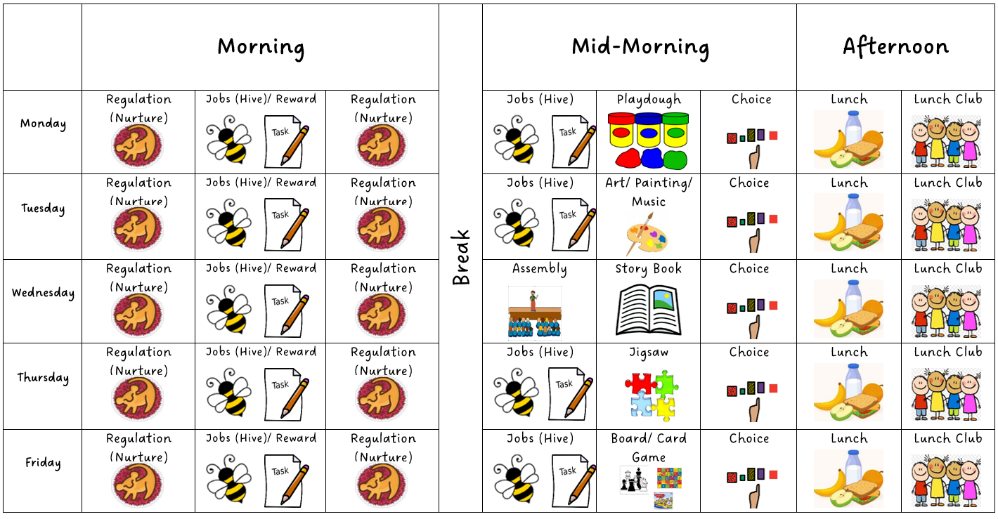 Morning
Mid-Morning
Afternoon
Break
Monday
Regulation
(Nurture)
Jobs (Hive)/ Reward
Task
Regulation
(Nurture)
Jobs (Hive)
Task
Playdough
Choice
Lunch
Lunch Club
Tuesday
Regulation
(Nurture)
Jobs (Hive)/ Reward
Task
Regulation
(Nurture)
Jobs (Hive)
Task
Art/ Painting/
Music
Choice
Lunch
Lunch Club
Wednesday
Regulation
(Nurture)
Jobs (Hive)/ Reward
Task
Regulation
(Nurture)
Assembly
Story Book
Choice
Lunch
Lunch Club
Thursday
Regulation
(Nurture)
Jobs (Hive)/ Reward
Task
Regulation
(Nurture)
Jobs (Hive)
Task
Jigsaw
Choice
Lunch
Lunch Club
Friday
Regulation
(Nurture)
Jobs (Hive)/ Reward
Task
Regulation
(Nurture)
Jobs (Hive)
Task
Board/ Card
Game
Choice
Lunch
Lunch Club